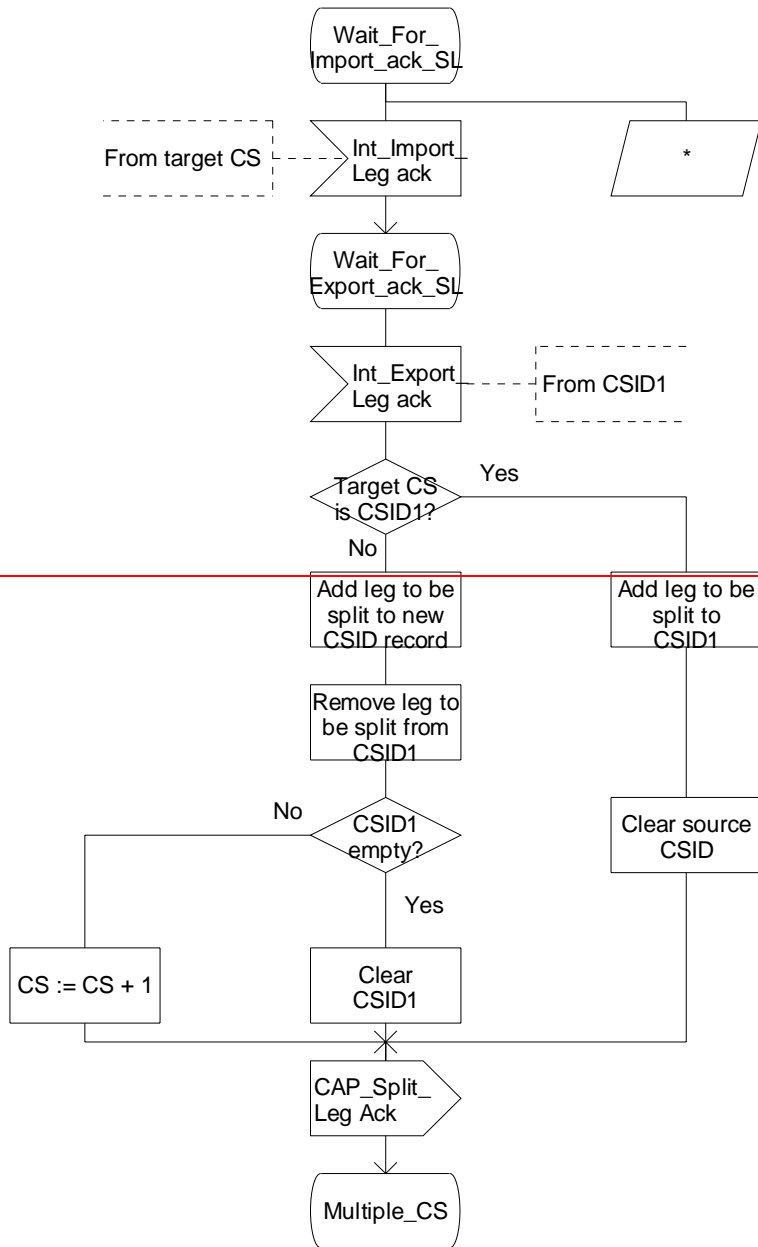 Wait_For_
Import_ack_SL
From target CS
Int_Import_
Leg ack
*
Wait_For_
Export_ack_SL
Int_Export_
Leg ack
From CSID1
Target CS
is CSID1?
Yes
No
Add leg to be
split to new
CSID record
Add leg to be
split to
CSID1
Remove leg to
be split from
CSID1
No
CSID1
empty?
Clear source
CSID
Yes
CS := CS + 1
Clear
CSID1
CAP_Split_
Leg Ack
Multiple_CS